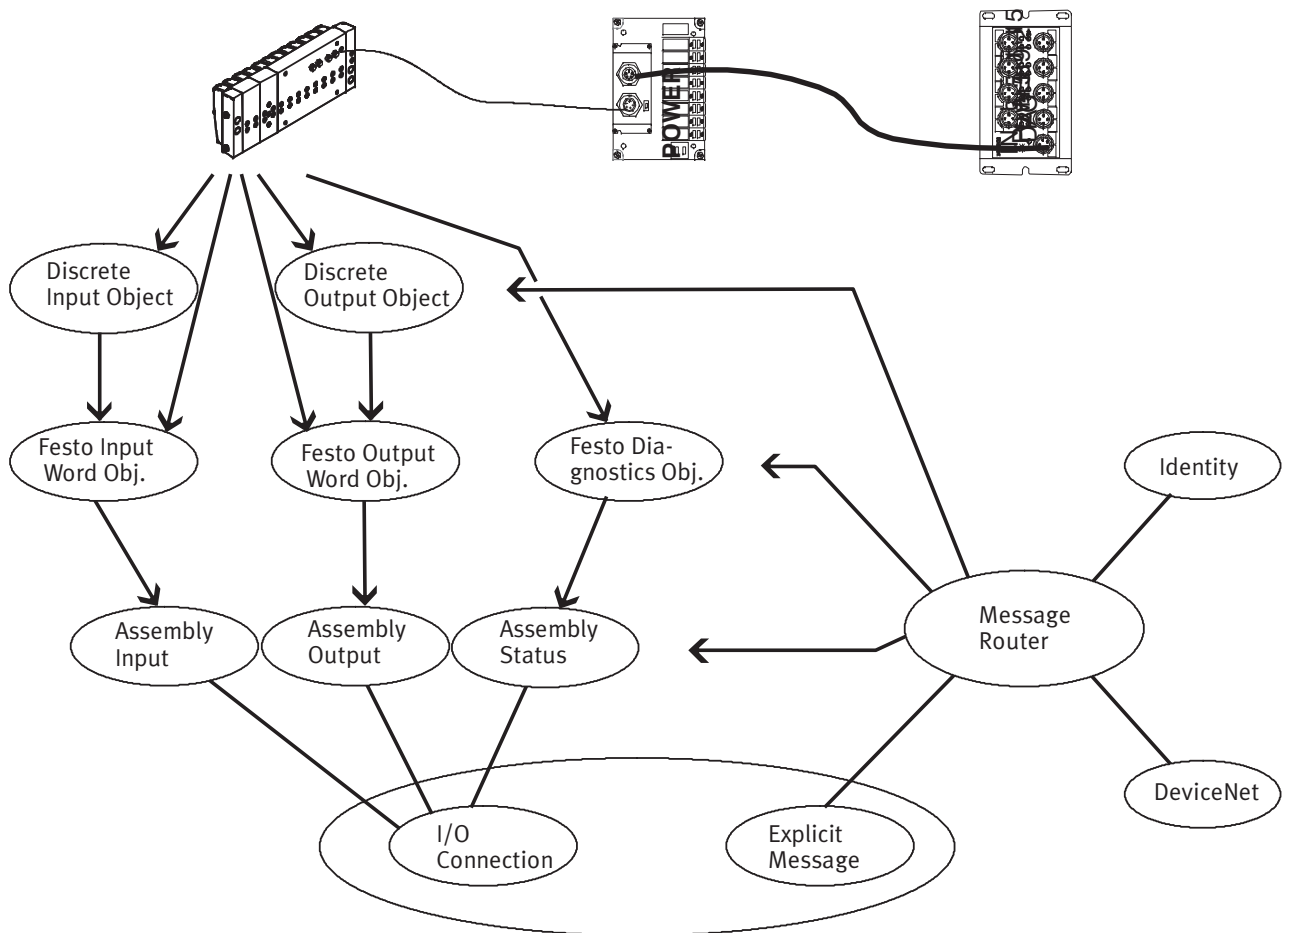 POWER
Discrete
Input Object
Discrete
Output Object
Festo Input
Word Obj.
Festo Output
Word Obj.
Festo Dia-
gnostics Obj.
Identity
Message
Router
Assembly
Input
Assembly
Output
Assembly
Status
DeviceNet
I/O
Connection
Explicit
Message